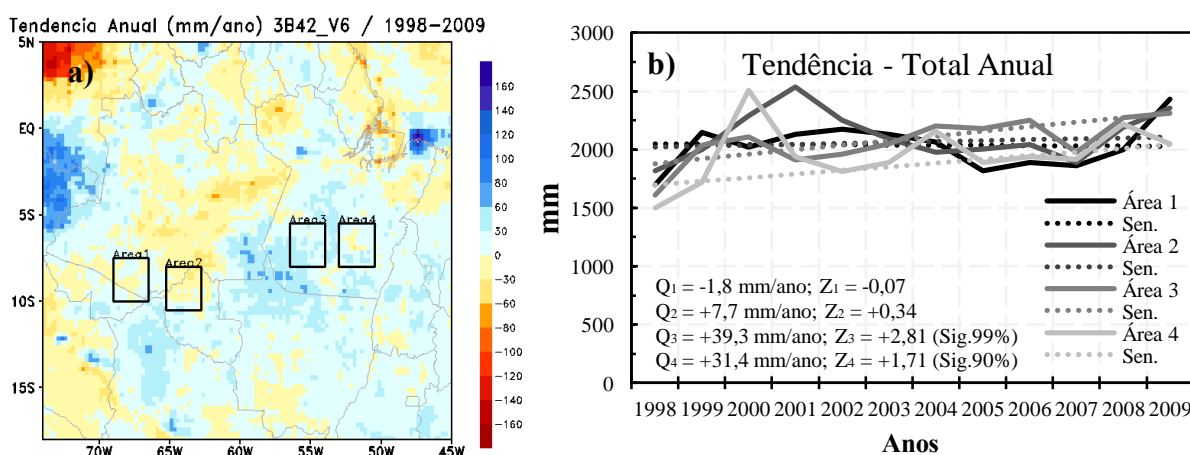 Tendencia Anual (mm/ano) 3B42_V6 / 1998-2009
a)
5N
EQ
5S
10S
15S
70W
65W
60W
55W
50W
45W
Area1
Area2
Area3
Area4
160
140
120
100
80
60
30
0
-30
-60
-80
-100
-120
-140
-160
b)
Tendência - Total Anual
mm
3000
2500
2000
1500
1000
500
0
Área 1
Sen.
Área 2
Sen.
Área 3
Sen.
Área 4
Sen.
Q1 = -1,8 mm/ano; Z1 = -0,07
Q2 = +7,7 mm/ano; Z2 = +0,34
Q3 = +39,3 mm/ano; Z3 = +2,81 (Sig.99%)
Q4 = +31,4 mm/ano; Z4 = +1,71 (Sig.90%)
1998 1999 2000 2001 2002 2003 2004 2005 2006 2007 2008 2009
Anos